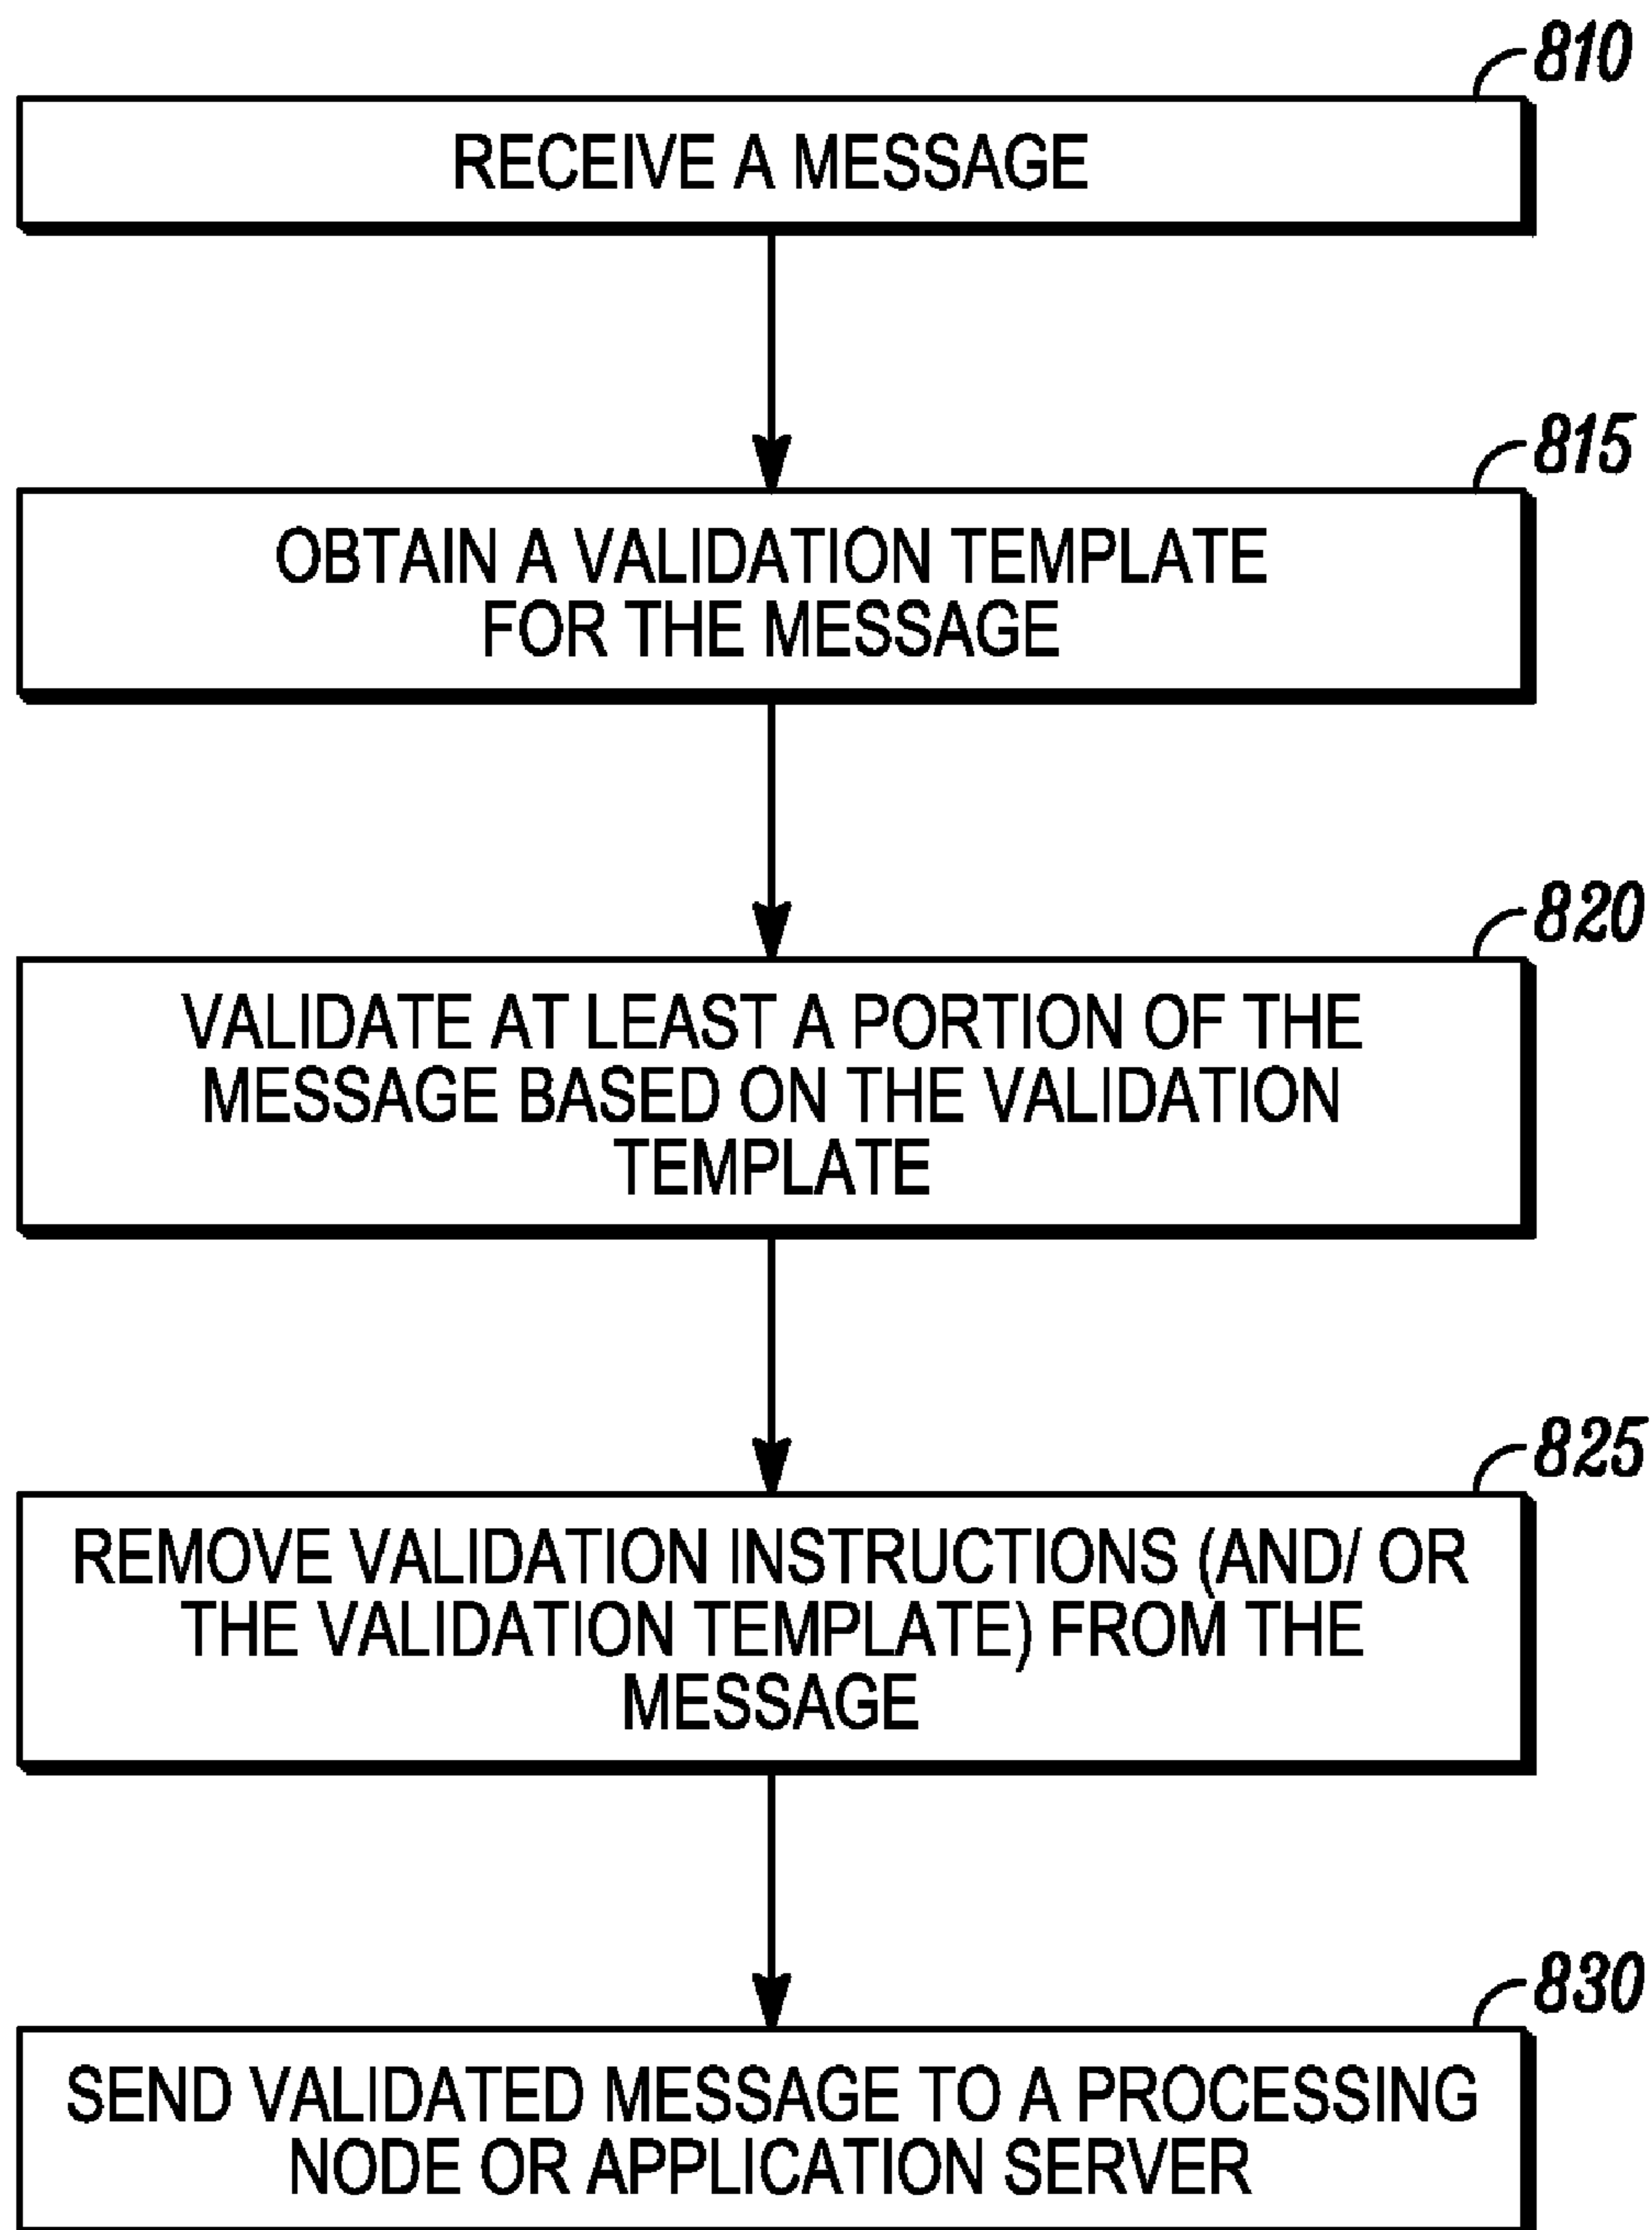 810
RECEIVE A MESSAGE
815
OBTAIN A VALIDATION TEMPLATE
FOR THE MESSAGE
820
VALIDATE AT LEAST A PORTION OF THE
MESSAGE BASED ON THE VALIDATION
TEMPLATE
825
REMOVE VALIDATION INSTRUCTIONS (AND/ OR
THE VALIDATION TEMPLATE) FROM THE
MESSAGE
830
SEND VALIDATED MESSAGE TO A PROCESSING
NODE OR APPLICATION SERVER